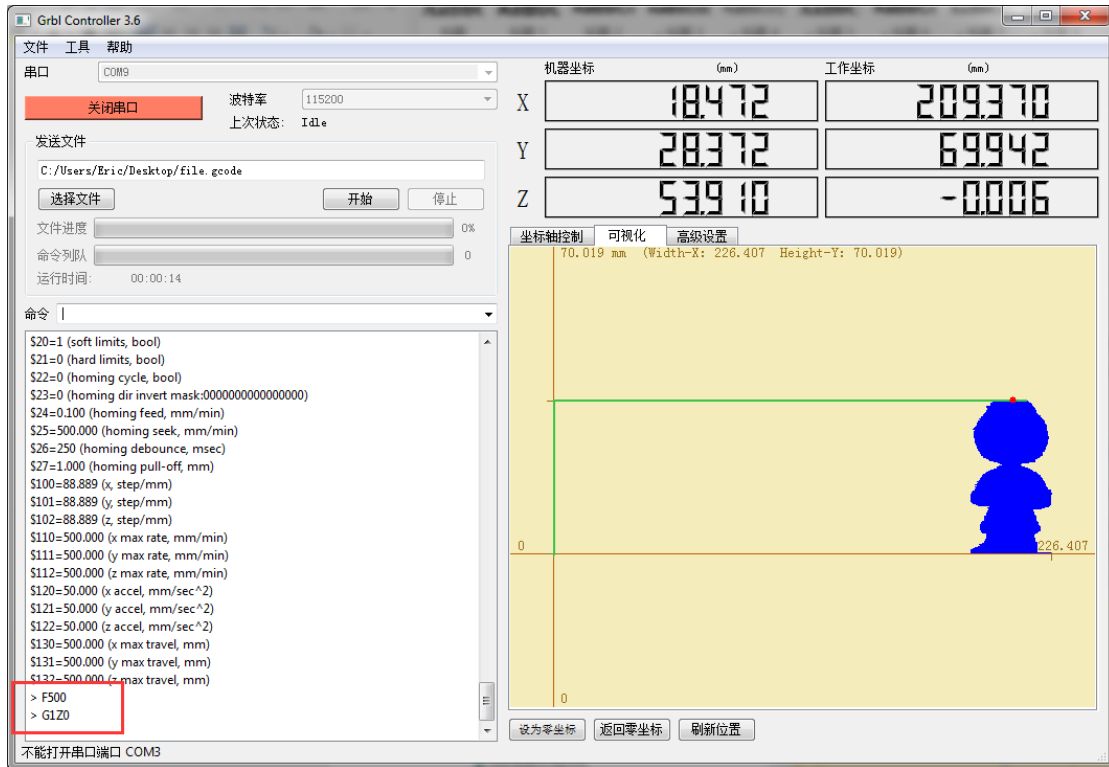 Grbl Controller 3.6
文件 工具 帮助
串口 COM9
关闭串口 波特率 115200
上次状态: Idle
发送文件
C:/Users/Eric/Desktop/file.gcode
选择文件 开始 停止
文件进度 0%
命令列队 0
运行时间: 00:00:14
命令
$20=1 (soft limits, bool)
$21=0 (hard limits, bool)
$22=0 (homing cycle, bool)
$23=0 (homing dir invert mask:0000000000000000)
$24=0.100 (homing feed, mm/min)
$25=500.000 (homing seek, mm/min)
$26=250 (homing debounce, msec)
$27=1.000 (homing pull-off, mm)
$100=88.889 (x, step/mm)
$101=88.889 (y, step/mm)
$102=88.889 (z, step/mm)
$110=500.000 (x max rate, mm/min)
$111=500.000 (y max rate, mm/min)
$112=500.000 (z max rate, mm/min)
$120=50.000 (x accel, mm/sec^2)
$121=50.000 (y accel, mm/sec^2)
$122=50.000 (z accel, mm/sec^2)
$130=500.000 (x max travel, mm)
$131=500.000 (y max travel, mm)
$132=500.000 (z max travel, mm)
> F500
> G1Z0
不能打开串口端口 COM3
机器坐标 (mm) 工作坐标 (mm)
X 18.472 209.370
Y 28.372 69.942
Z 53.910 -0.006
坐标轴控制 可视化 高级设置
70.019 mm (Width-X: 226.407 Height-Y: 70.019)
0 226.407
0
设为零坐标 返回零坐标 刷新位置